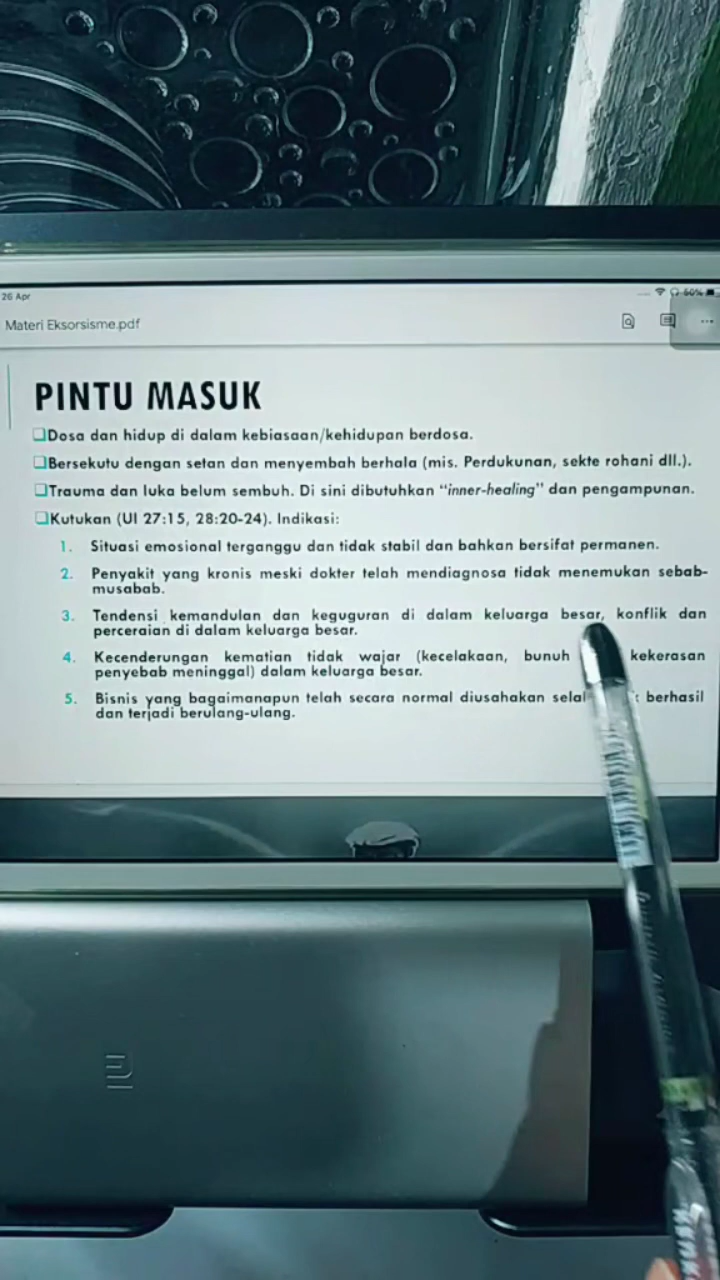 26 Apr
60%
Materi Eksorsisme.pdf
PINTU MASUK
Dosa dan hidup di dalam kebiasaan/kehidupan berdosa.
Bersekutu dengan setan dan menyembah berhala (mis. Perdukunan, sekte rohani dll.).
Trauma dan luka belum sembuh. Di sini dibutuhkan “inner-healing” dan pengampunan.
Kutukan (Ul 27:15, 28:20-24). Indikasi:
1. Situasi emosional terganggu dan tidak stabil dan bahkan bersifat permanen.
2. Penyakit yang kronis meski dokter telah mendiagnosa tidak menemukan sebab-
musabab.
3. Tendensi kemandulan dan keguguran di dalam keluarga besar, konflik dan
perceraian di dalam keluarga besar.
4. Kecenderungan kematian tidak wajar (kecelakaan, bunuh kekerasan
penyebab meninggal) dalam keluarga besar.
5. Bisnis yang bagaimanapun telah secara normal diusahakan berhasil
dan terjadi berulang-ulang.